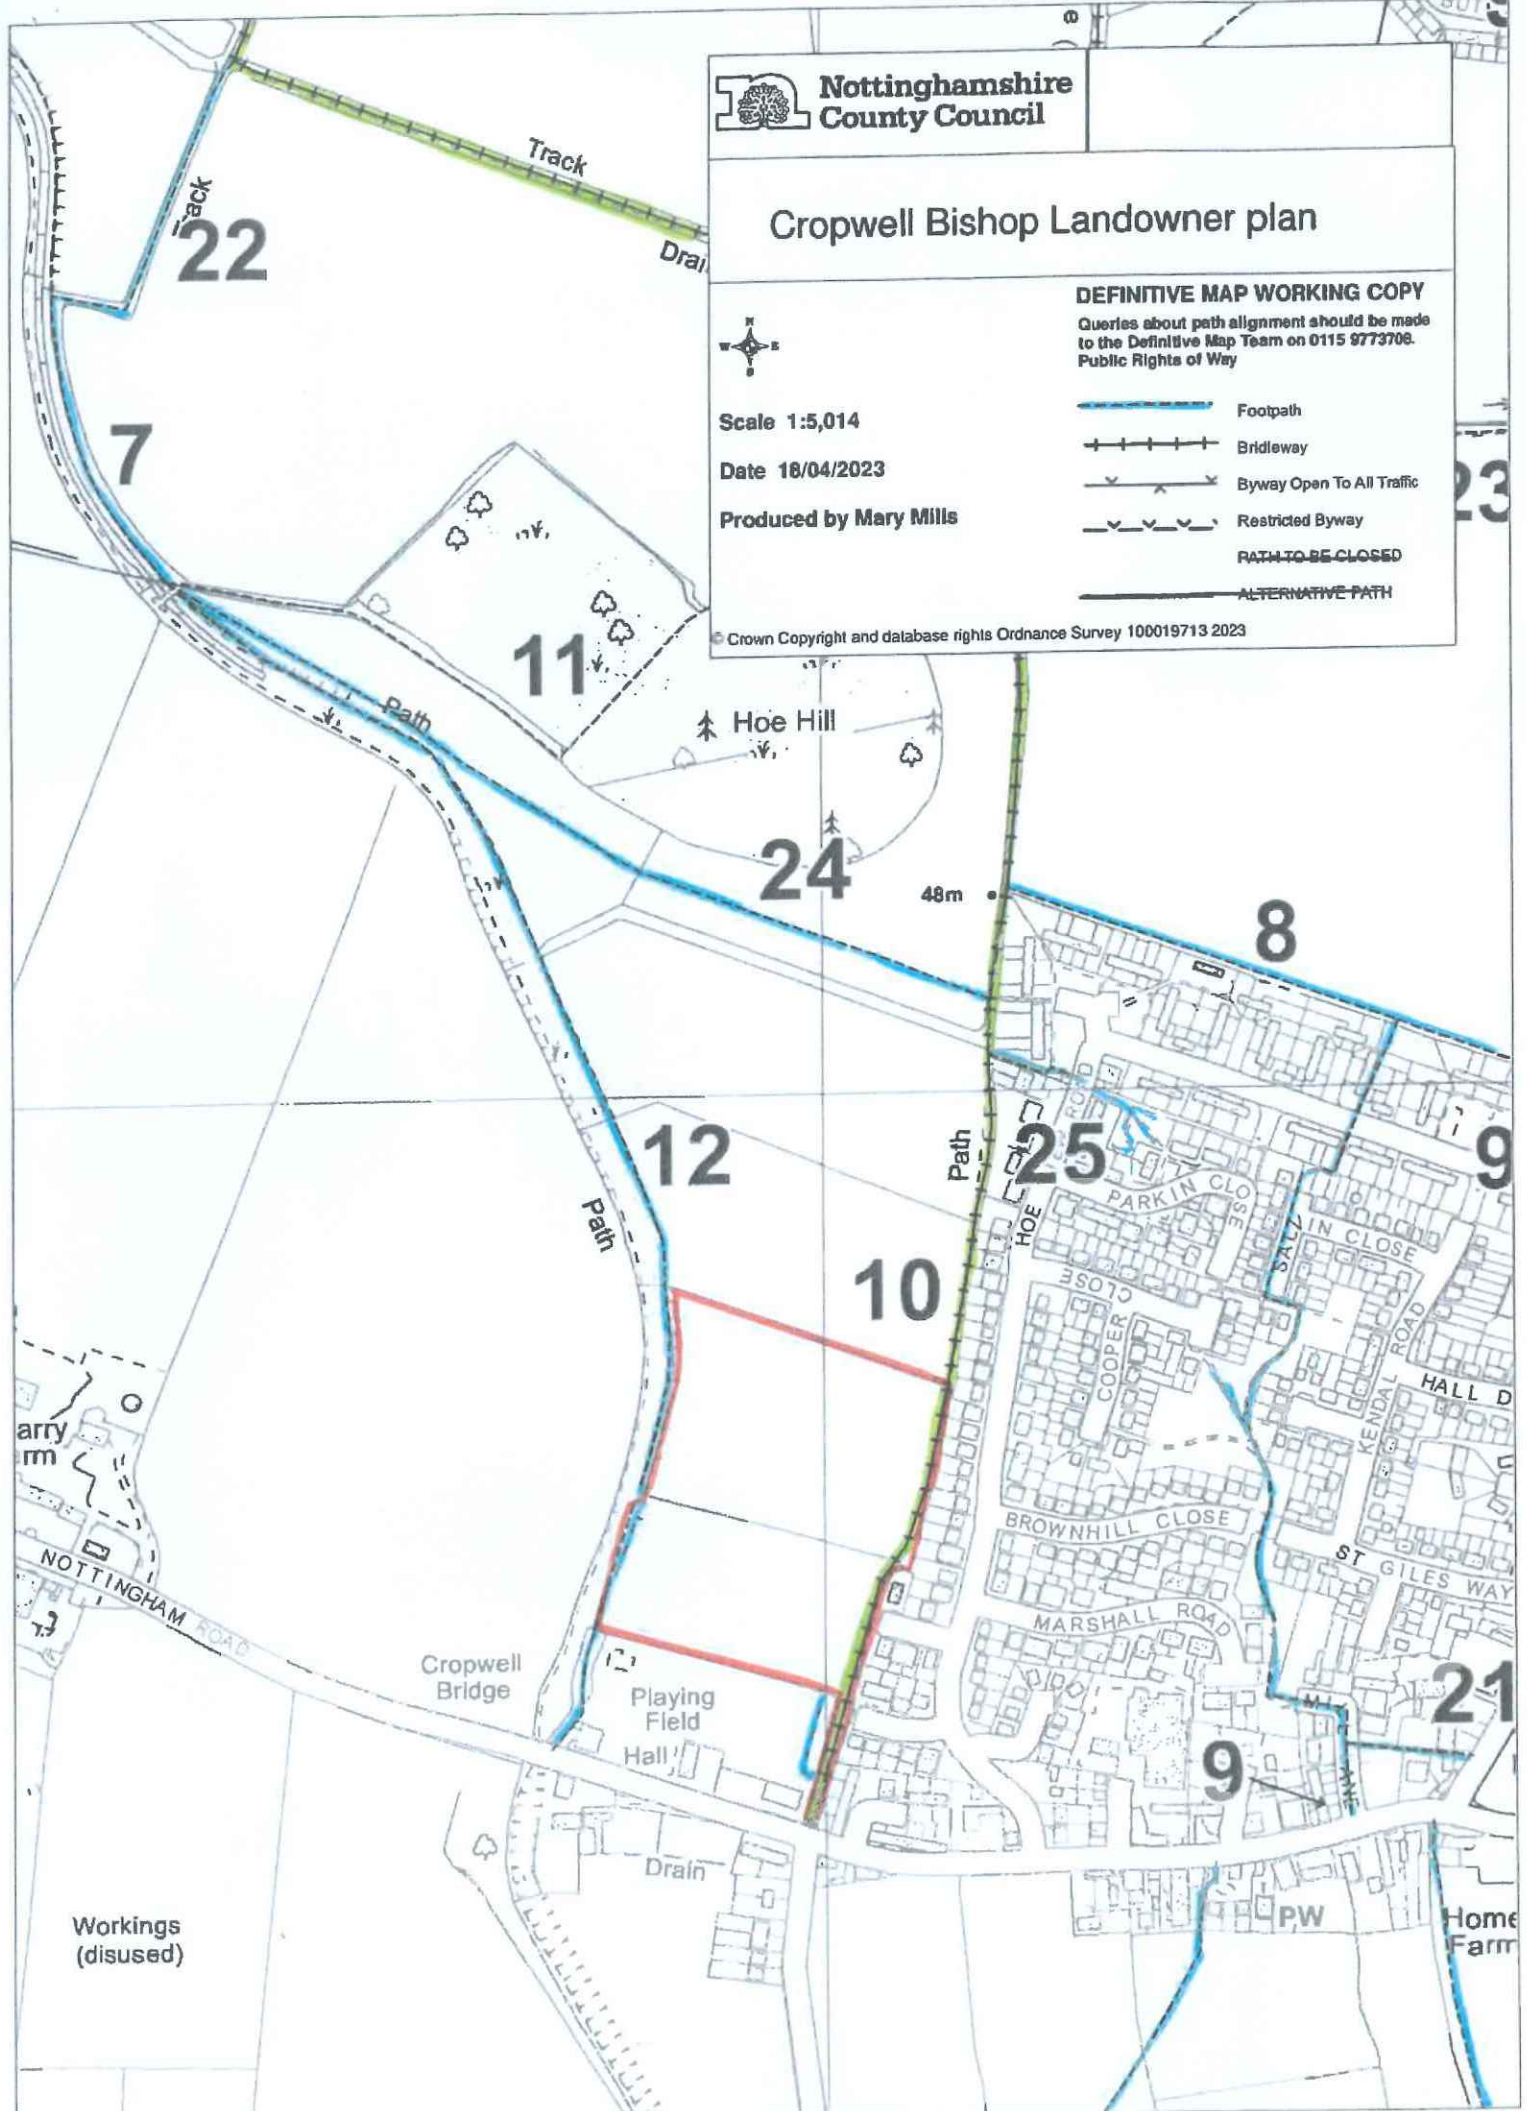 Nottinghamshire
County Council
Cropwell Bishop Landowner plan
DEFINITIVE MAP WORKING COPY
Queries about path alignment should be made
to the Definitive Map Team on 0115 9773708.
Public Rights of Way
N
W E
S
Scale 1:5,014
Date 18/04/2023
Produced by Mary Mills
Footpath
Bridleway
Byway Open To All Traffic
Restricted Byway
PATH TO BE CLOSED
ALTERNATIVE PATH
© Crown Copyright and database rights Ordnance Survey 100019713 2023
Track
Track
22
Drai
7
23
11
Path
Hoe Hill
24
48m
8
12
Path
Path
25
HOE
ROAD
PARKIN CLOSE
9
IN CLOSE
10
COOPER
CLOSE
KENDAL ROAD
HALL D
arry
rm
BROWNHILL CLOSE
ST GILES WAY
NOTTINGHAM ROAD
MARSHALL ROAD
Cropwell
Bridge
Playing
Field
Hall
21
9
Drain
PW
Home
Farm
Workings
(disused)